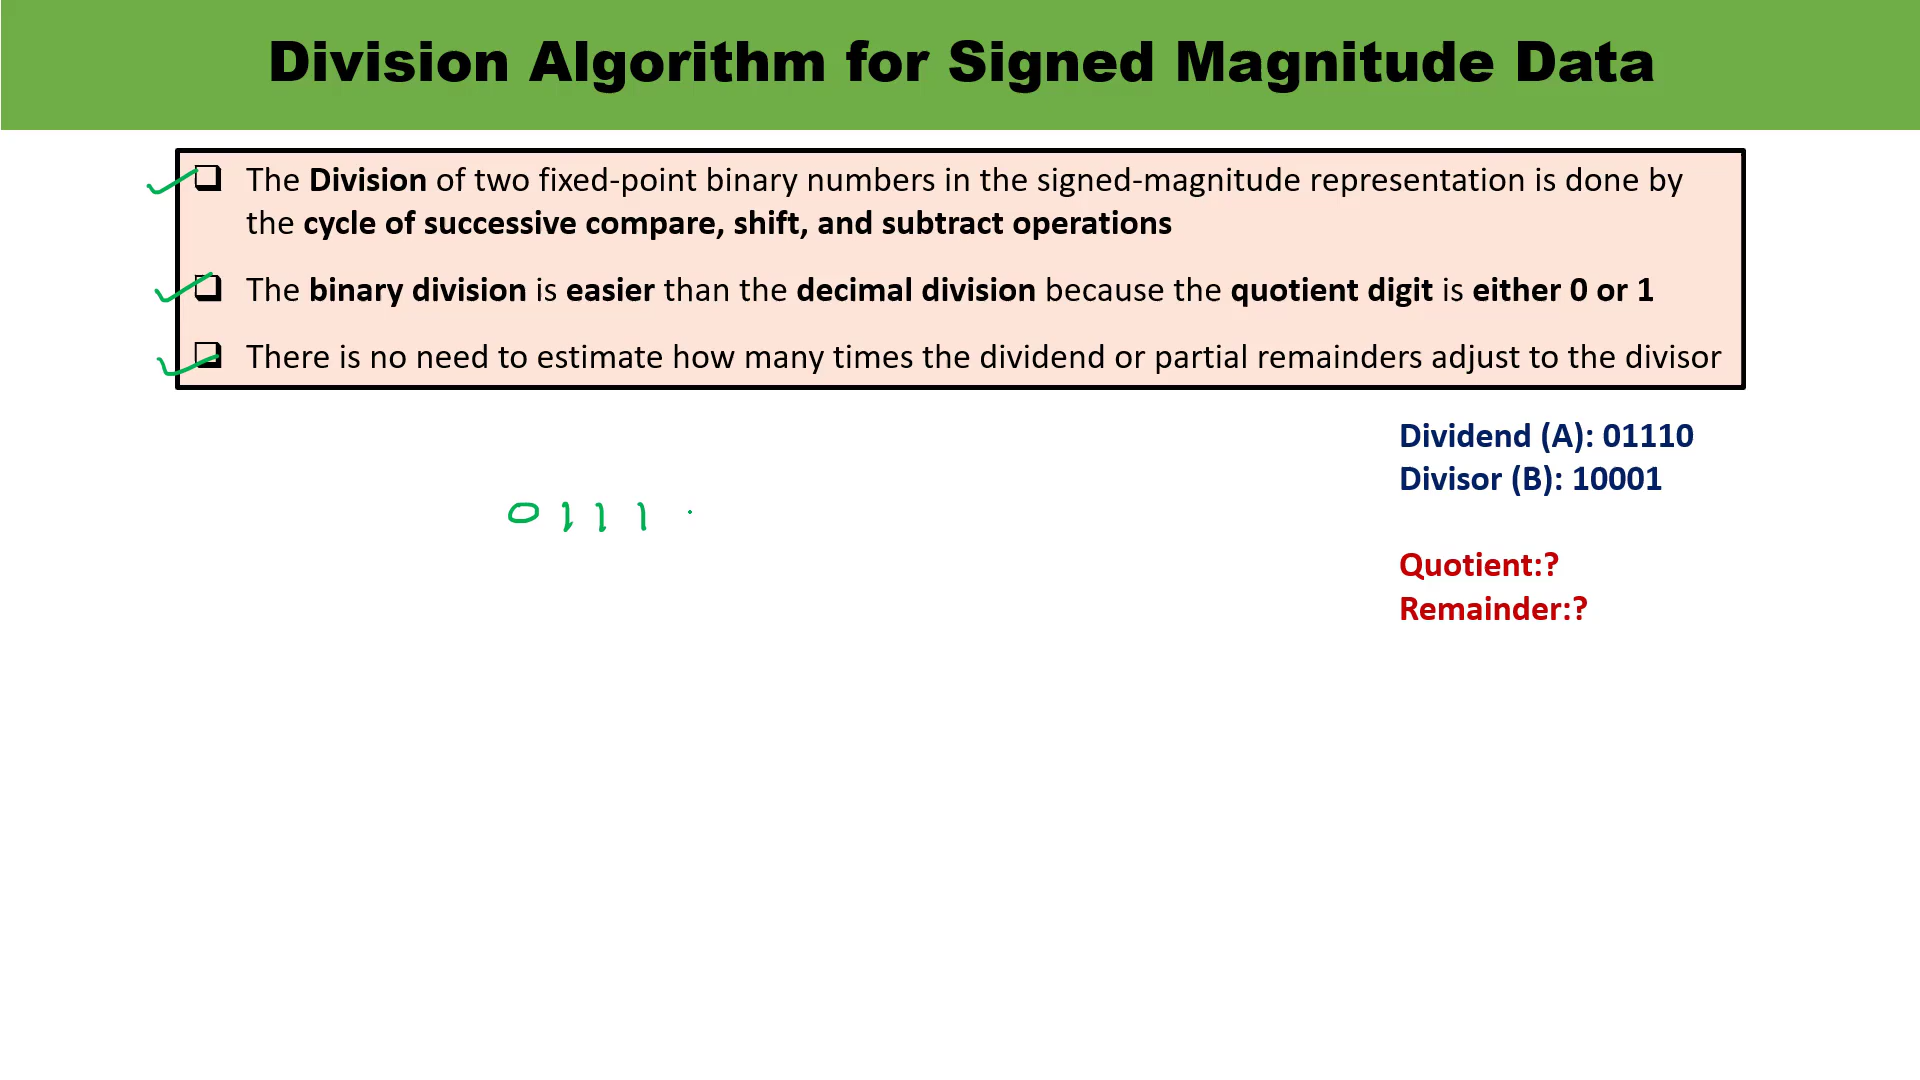 Division Algorithm for Signed Magnitude Data
The Division of two fixed-point binary numbers in the signed-magnitude representation is done by
the cycle of successive compare, shift, and subtract operations
The binary division is easier than the decimal division because the quotient digit is either 0 or 1
There is no need to estimate how many times the dividend or partial remainders adjust to the divisor
Dividend (A): 01110
Divisor (B): 10001
0111
Quotient:?
Remainder:?